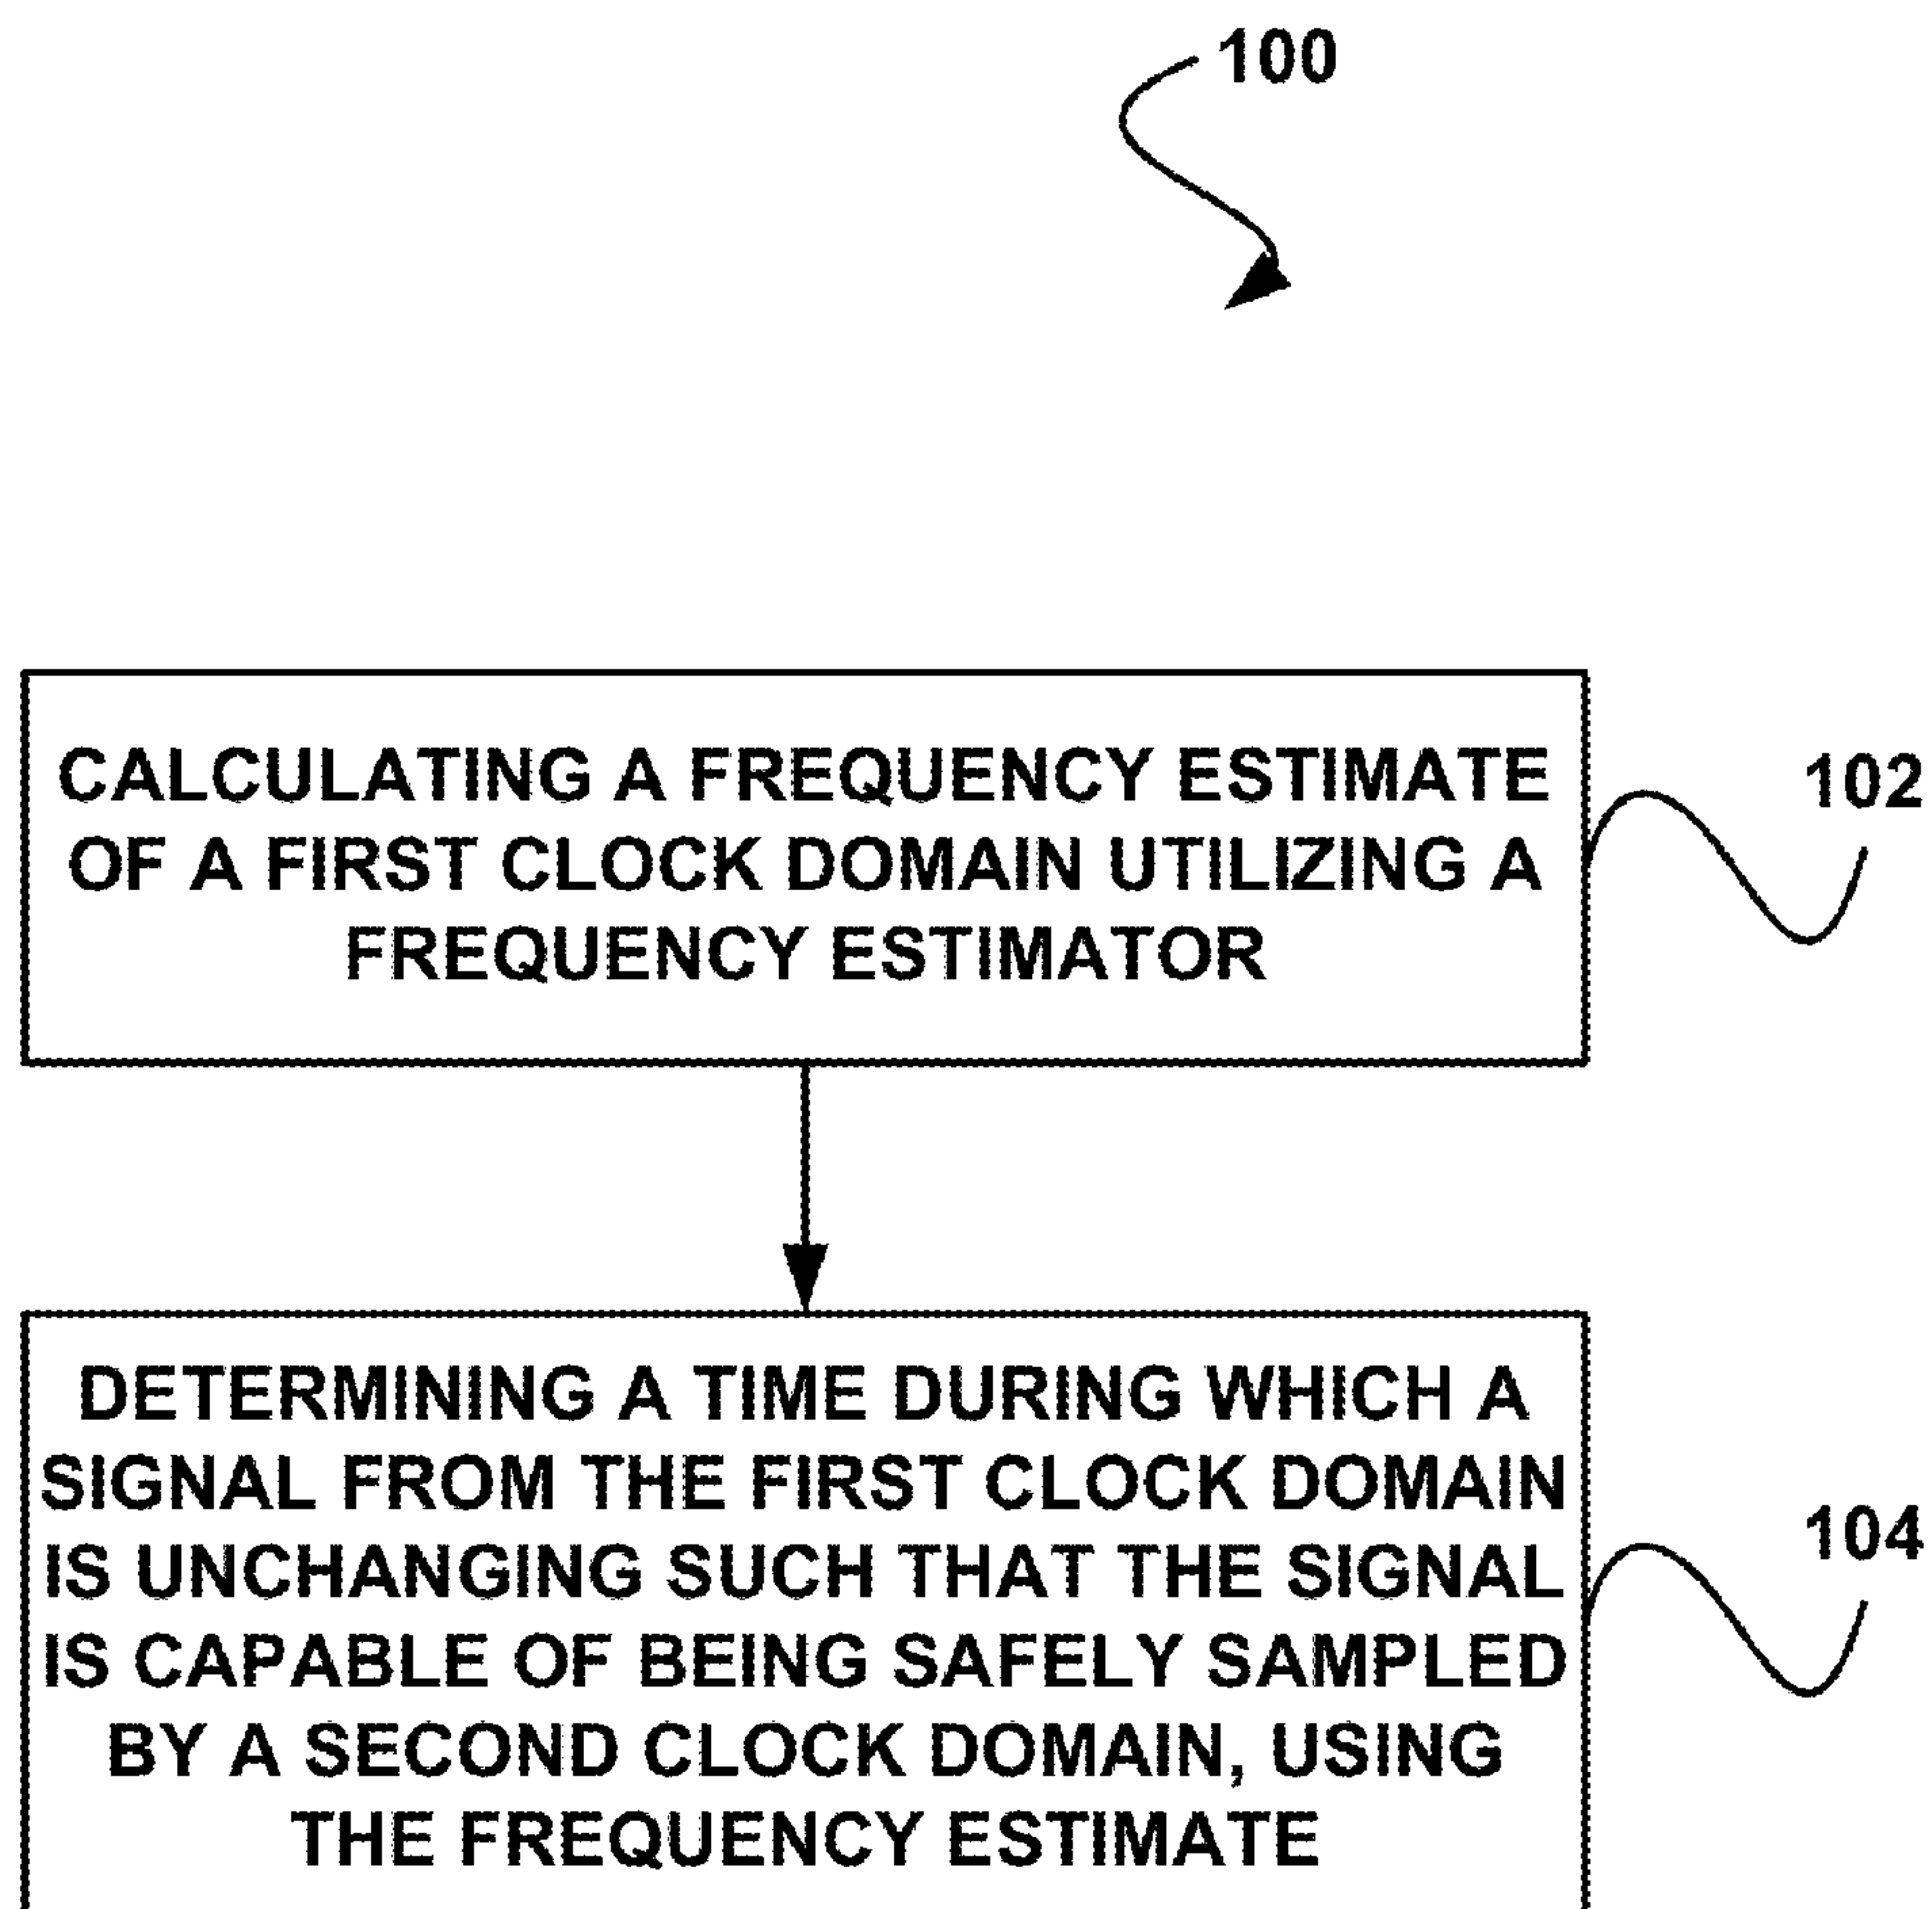 100
CALCULATING A FREQUENCY ESTIMATE
OF A FIRST CLOCK DOMAIN UTILIZING A
FREQUENCY ESTIMATOR
102
DETERMINING A TIME DURING WHICH A
SIGNAL FROM THE FIRST CLOCK DOMAIN
IS UNCHANGING SUCH THAT THE SIGNAL
IS CAPABLE OF BEING SAFELY SAMPLED
BY A SECOND CLOCK DOMAIN, USING
THE FREQUENCY ESTIMATE
104